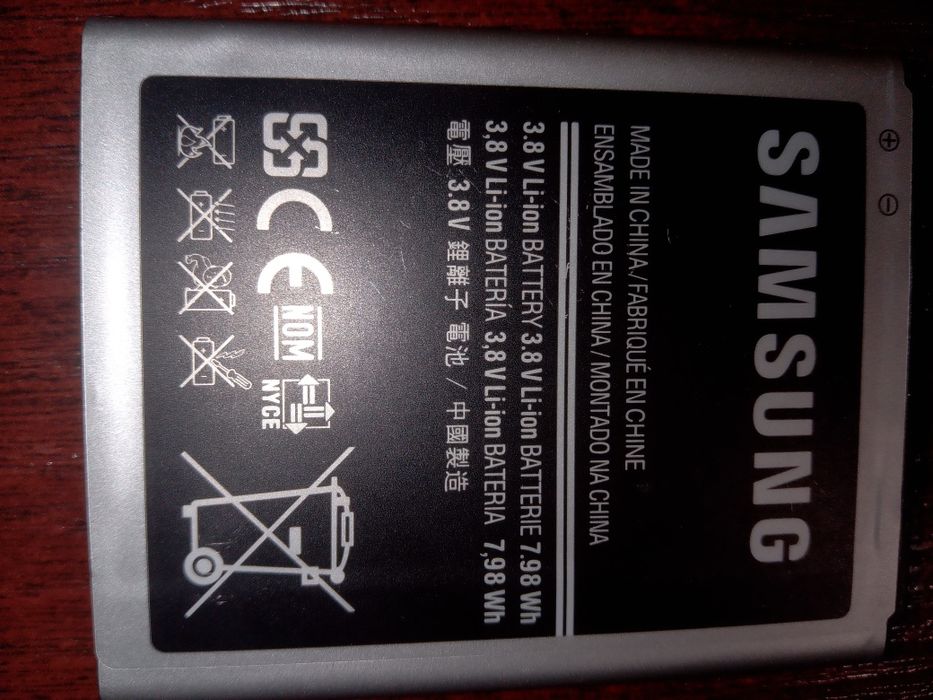 SAMSUNG
MADE IN CHINA / FABRIQUÉ EN CHINE
ENSAMBLADO EN CHINA / MONTADO NA CHINA
3.8 V Li-ion BATTERY 3.8 V Li-ion BATTERIE 7.98 Wh
3,8 V Li-ion BATERÍA 3,8 V Li-ion BATERIA 7,98 Wh
電壓 :3.8 V 鋰離子 電池 / 中國製造
CE NOM NYCE